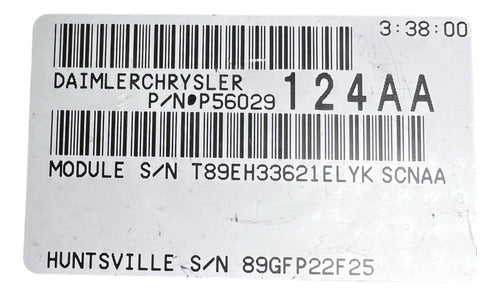 3:38:00
DAIMLERCHRYSLER
P/N•P56029 124AA
MODULE S/N T89EH33621ELYK SCNAA
HUNTSVILLE S/N 89GFP22F25